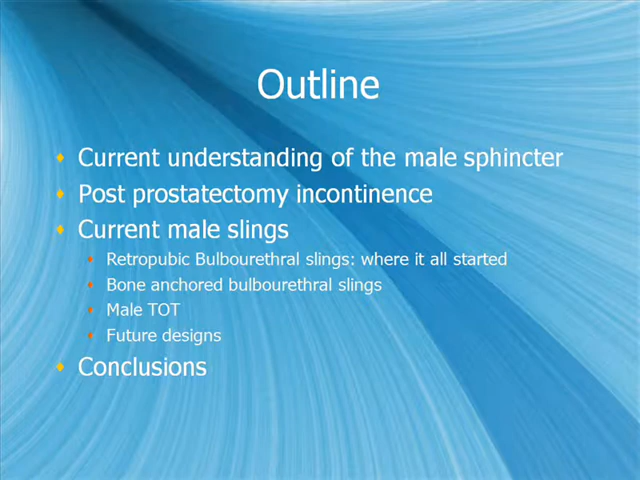 Outline
Current understanding of the male sphincter
Post prostatectomy incontinence
Current male slings
Retropubic Bulbourethral slings: where it all started
Bone anchored bulbourethral slings
Male TOT
Future designs
Conclusions